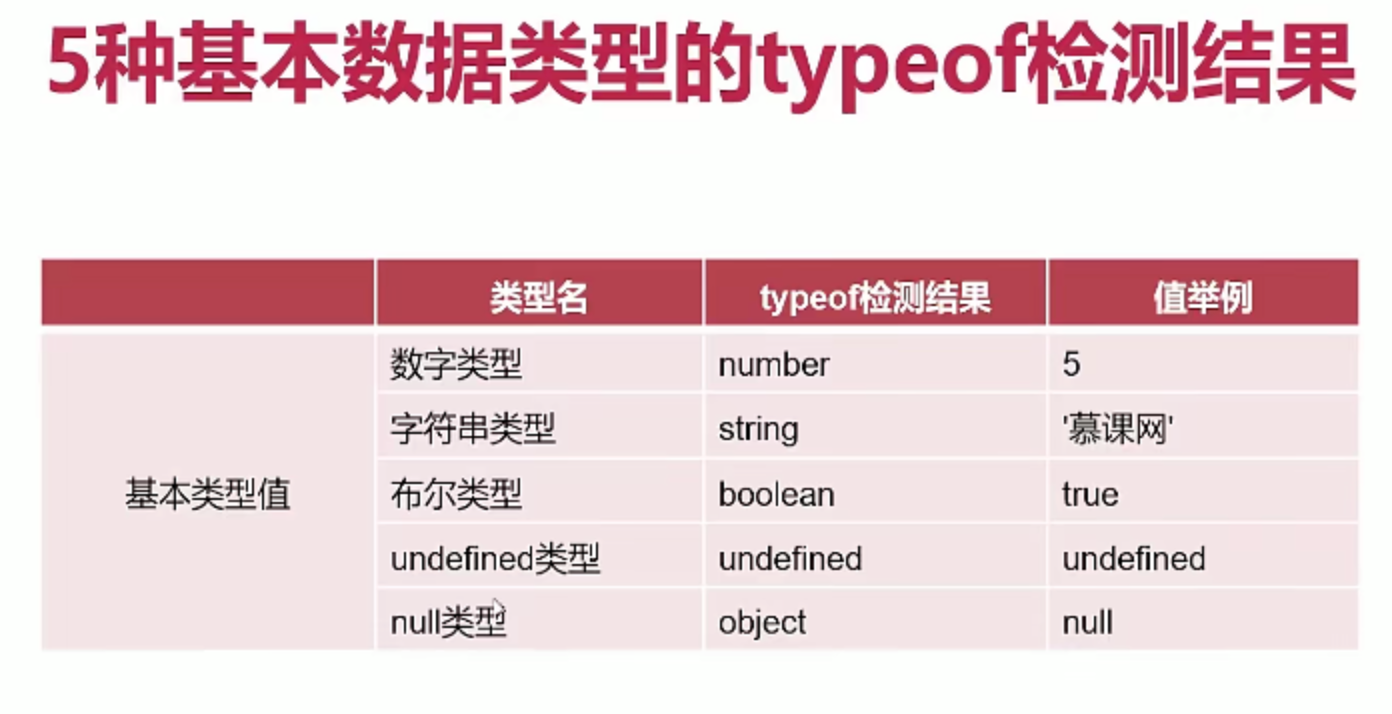 5种基本数据类型的typeof检测结果
类型名 typeof检测结果 值举例
数字类型 number 5
字符串类型 string '慕课网'
基本类型值 布尔类型 boolean true
undefined类型 undefined undefined
null类型 object null